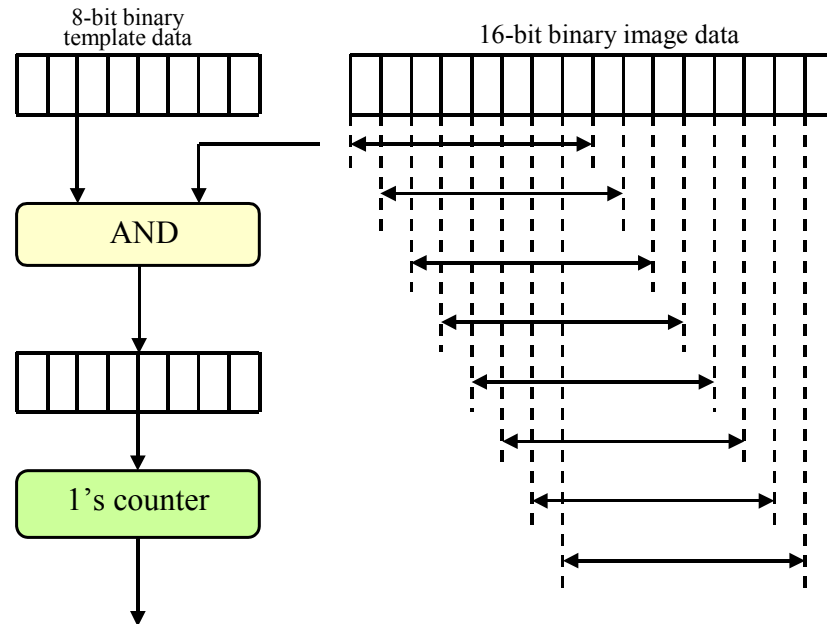 8-bit binary
template data
16-bit binary image data
AND
1's counter